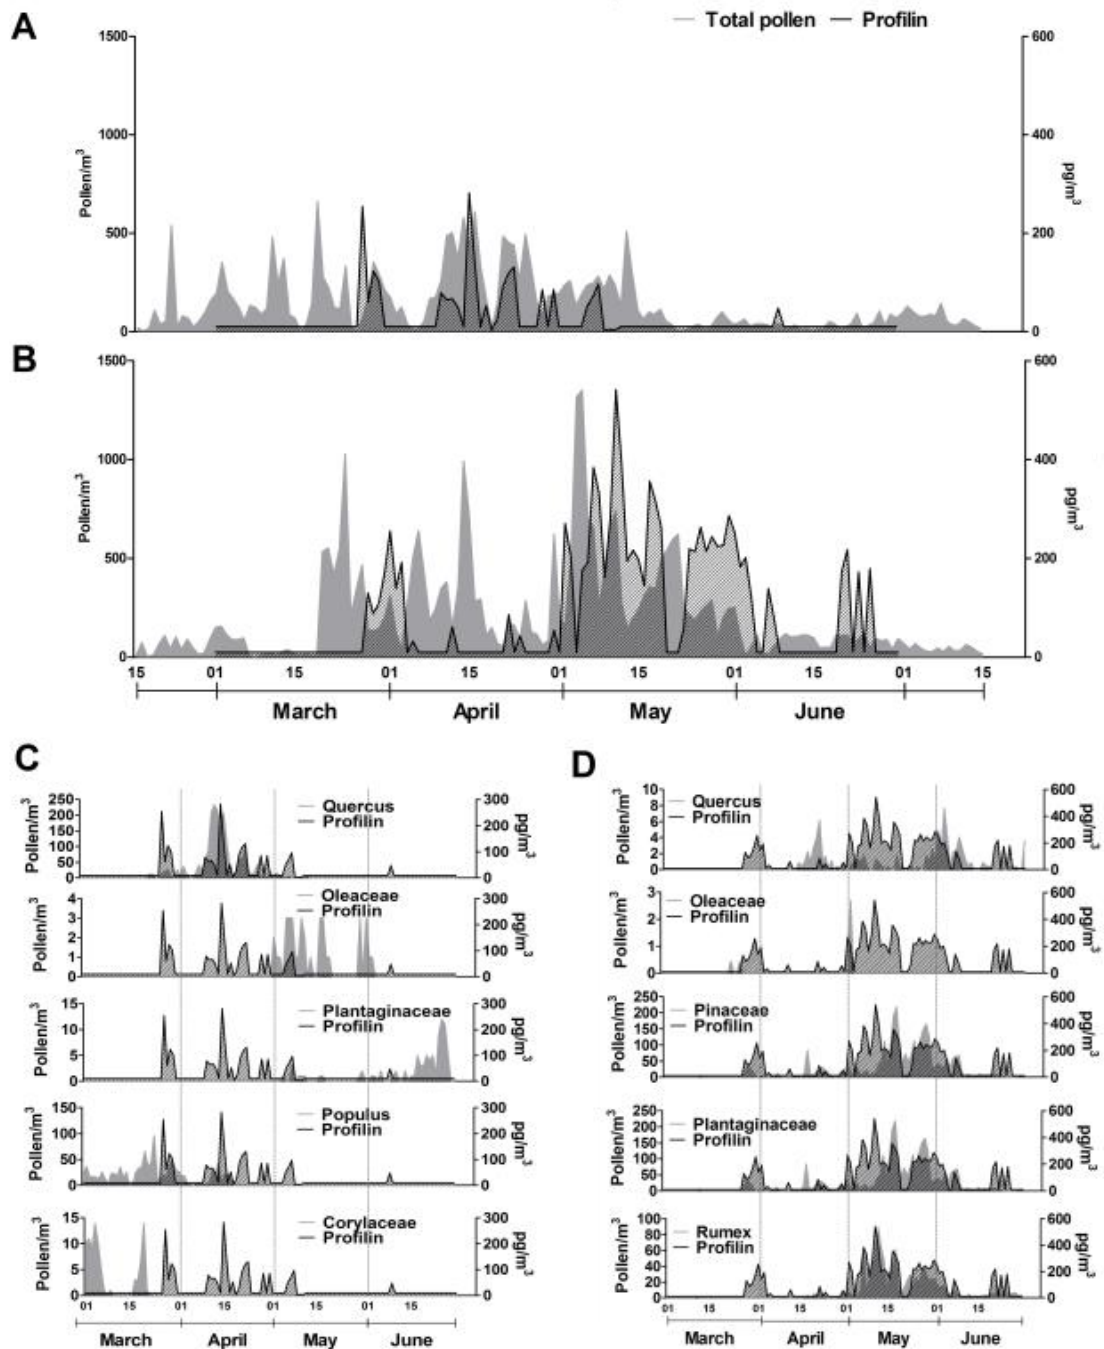 A
Total pollen
Profilin
1500
1000
500
0
Pollen/m³
600
400
200
0
pg/m³
B
1500
1000
500
0
Pollen/m³
600
400
200
0
pg/m³
15 01 15 01 15 01 15 01 15 01 15
March April May June
C
250
200
150
100
50
0
Pollen/m³
Quercus
Profilin
300
200
100
0
pg/m³
4
3
2
1
0
Pollen/m³
Oleaceae
Profilin
300
200
100
0
pg/m³
15
10
5
0
Pollen/m³
Plantaginaceae
Profilin
300
200
100
0
pg/m³
150
100
50
0
Pollen/m³
Populus
Profilin
300
200
100
0
pg/m³
15
10
5
0
Pollen/m³
Corylaceae
Profilin
300
200
100
0
pg/m³
01 15 01 15 01 15 01 15
March April May June
D
10
8
6
4
2
0
Pollen/m³
Quercus
Profilin
600
400
200
0
pg/m³
3
2
1
0
Pollen/m³
Oleaceae
Profilin
600
400
200
0
pg/m³
250
200
150
100
50
0
Pollen/m³
Pinaceae
Profilin
600
400
200
0
pg/m³
250
200
150
100
50
0
Pollen/m³
Plantaginaceae
Profilin
600
400
200
0
pg/m³
100
80
60
40
20
0
Pollen/m³
Rumex
Profilin
600
400
200
0
pg/m³
01 15 01 15 01 15 01 15
March April May June